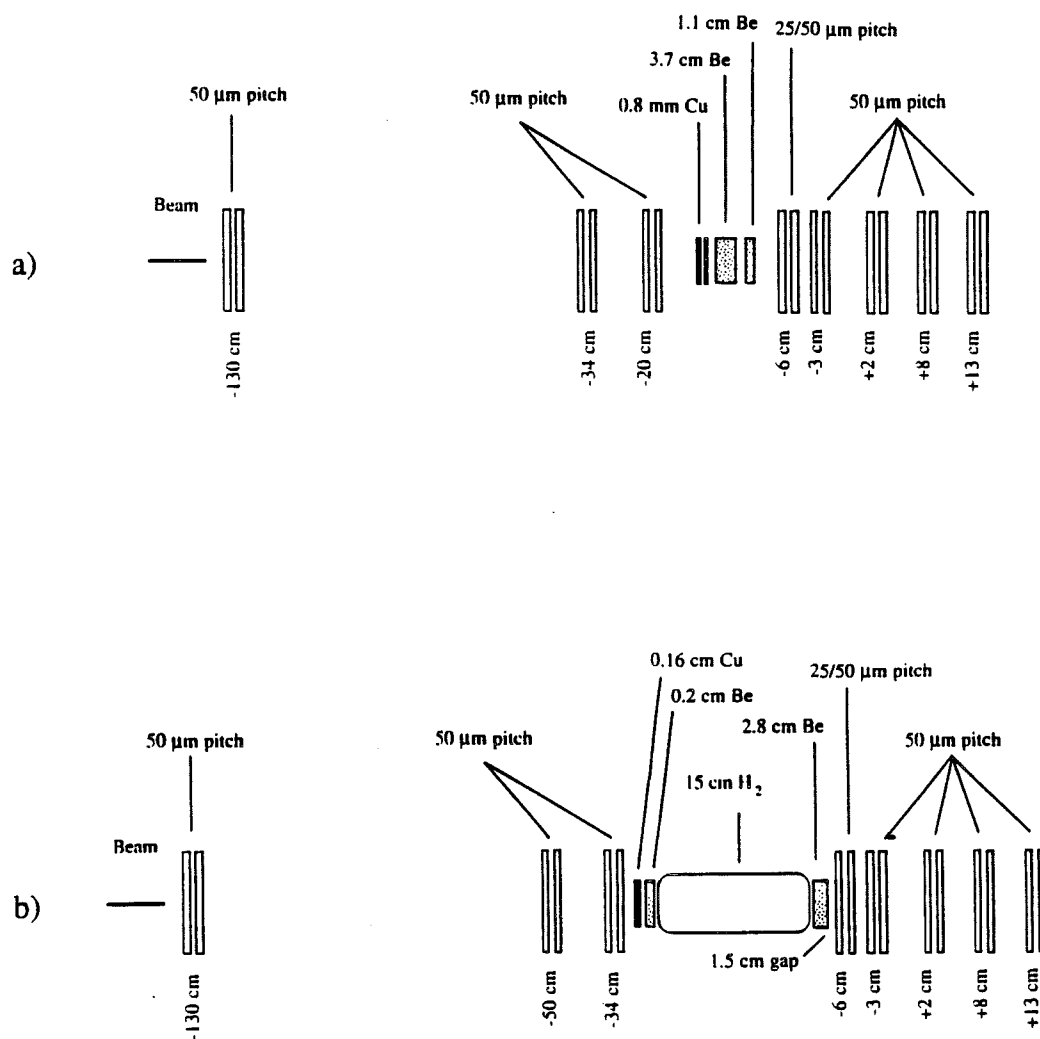 1.1 cm Be
25/50 µm pitch
3.7 cm Be
50 µm pitch
50 µm pitch
0.8 mm Cu
50 µm pitch
Beam
a)
-130 cm
-34 cm
-20 cm
-6 cm
-3 cm
+2 cm
+8 cm
+13 cm
0.16 cm Cu
25/50 µm pitch
0.2 cm Be
2.8 cm Be
50 µm pitch
50 µm pitch
50 µm pitch
15 cm H2
Beam
b)
1.5 cm gap
-130 cm
-50 cm
-34 cm
-6 cm
-3 cm
+2 cm
+8 cm
+13 cm